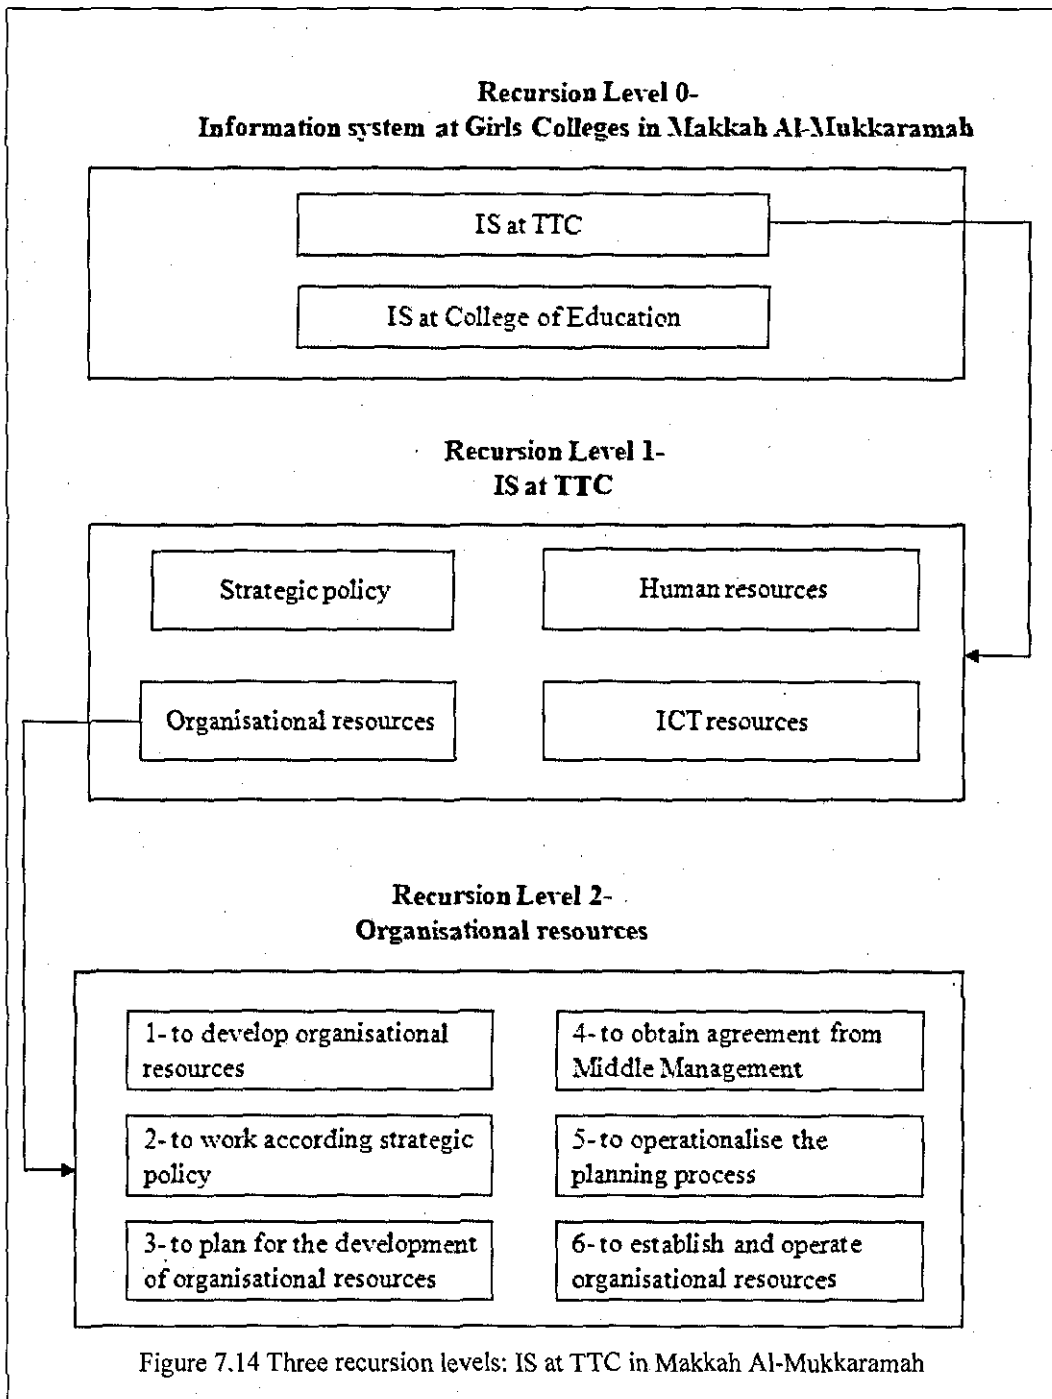 Recursion Level 0-
Information system at Girls Colleges in Makkah Al-Mukkaramah
IS at TTC
IS at College of Education
Recursion Level 1-
IS at TTC
Strategic policy
Human resources
Organisational resources
ICT resources
Recursion Level 2-
Organisational resources
1- to develop organisational
resources
2- to work according strategic
policy
3- to plan for the development
of organisational resources
4- to obtain agreement from
Middle Management
5- to operationalise the
planning process
6- to establish and operate
organisational resources
Figure 7.14 Three recursion levels: IS at TTC in Makkah Al-Mukkaramah